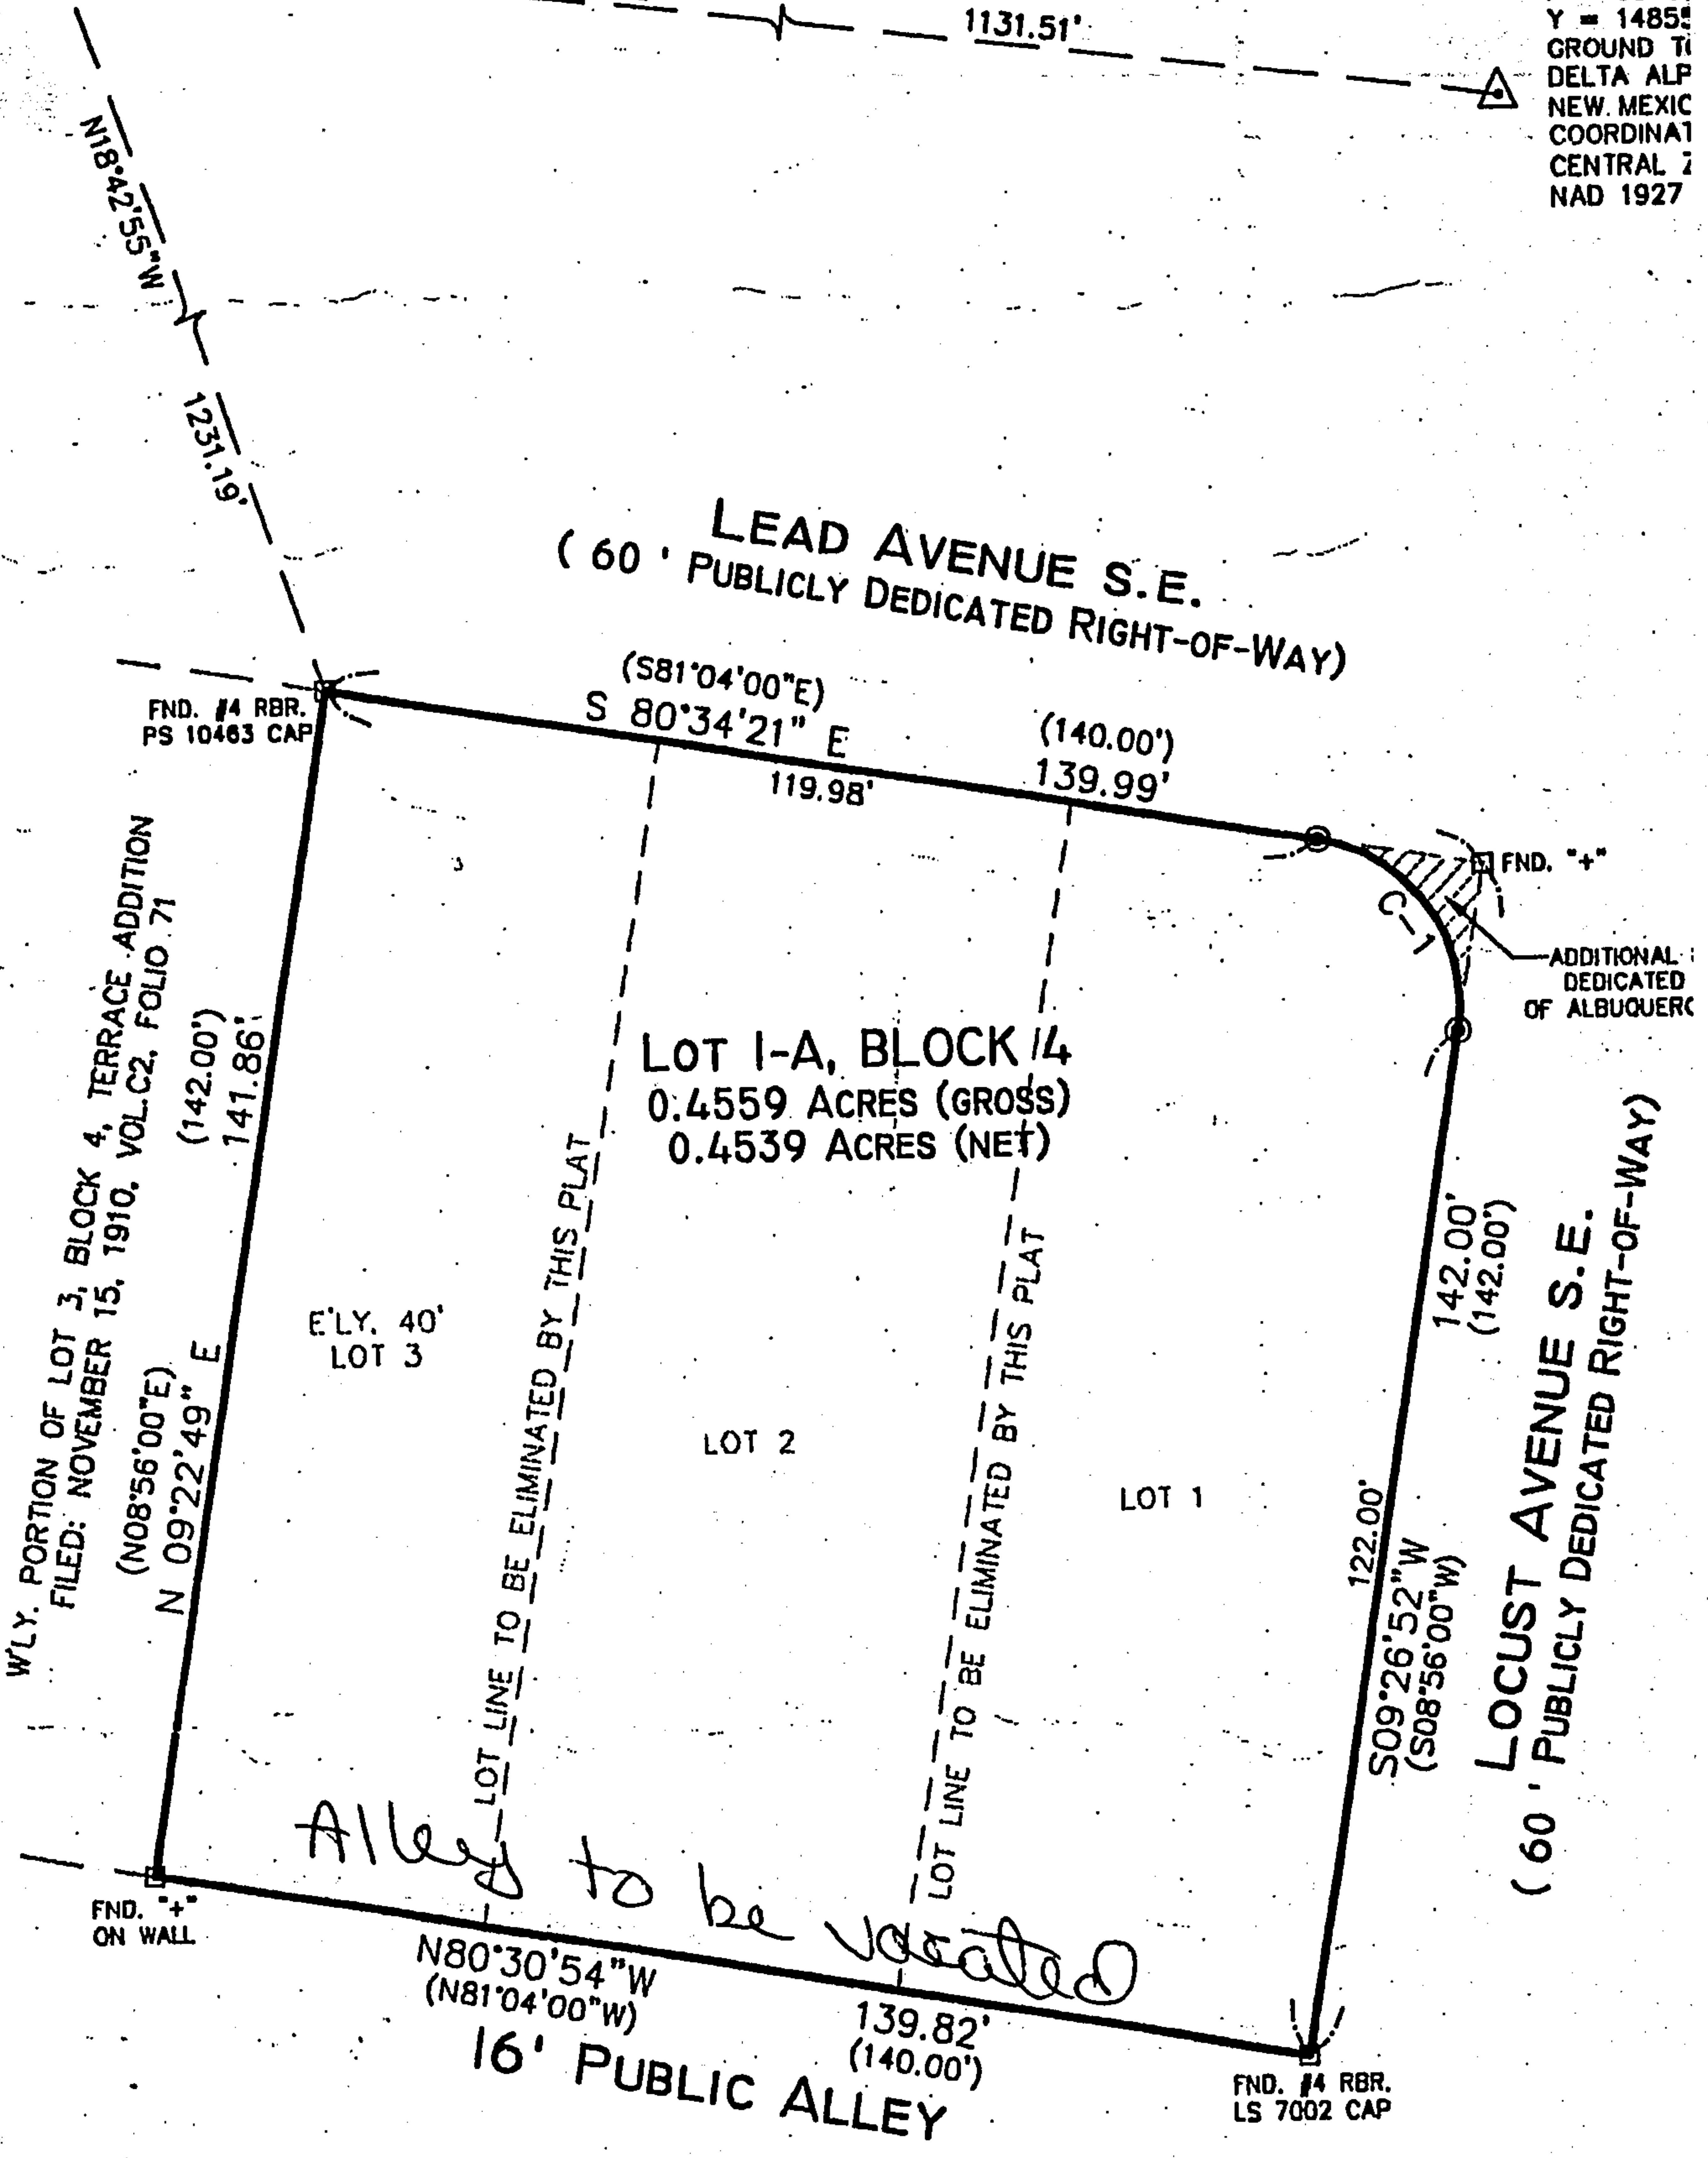 1131.51'
Y = 1485
GROUND T
DELTA ALP
NEW MEXIC
COORDINAT
CENTRAL Z
NAD 1927
N18°42'55"W
1231.19'
LEAD AVENUE S.E.
( 60 ' PUBLICLY DEDICATED RIGHT-OF-WAY)
(S81°04'00"E)
S 80°34'21" E
119.98'
(140.00')
139.99'
FND. #4 RBR.
PS 10463 CAP
FND. "+"
C-1
ADDITIONAL
DEDICATED
OF ALBUQUERQ
WLY. PORTION OF LOT 3, BLOCK 4, TERRACE ADDITION
FILED: NOVEMBER 15, 1910, VOL.C2, FOLIO 71
(142.00')
141.86'
(N08°56'00"E)
N 09°22'49" E
LOT 1-A, BLOCK 4
0.4559 ACRES (GROSS)
0.4539 ACRES (NET)
E'LY. 40'
LOT 3
LOT LINE TO BE ELIMINATED BY THIS PLAT
LOT 2
LOT LINE TO BE ELIMINATED BY THIS PLAT
LOT 1
142.00'
(142.00')
122.00'
S09°26'52"W
(S08°56'00"W)
LOCUST AVENUE S.E.
( 60 ' PUBLICLY DEDICATED RIGHT-OF-WAY)
Alley to be vacated
FND. "+"
ON WALL
N80°30'54"W
(N81°04'00"W)
139.82'
(140.00')
16' PUBLIC ALLEY
FND. #4 RBR.
LS 7002 CAP